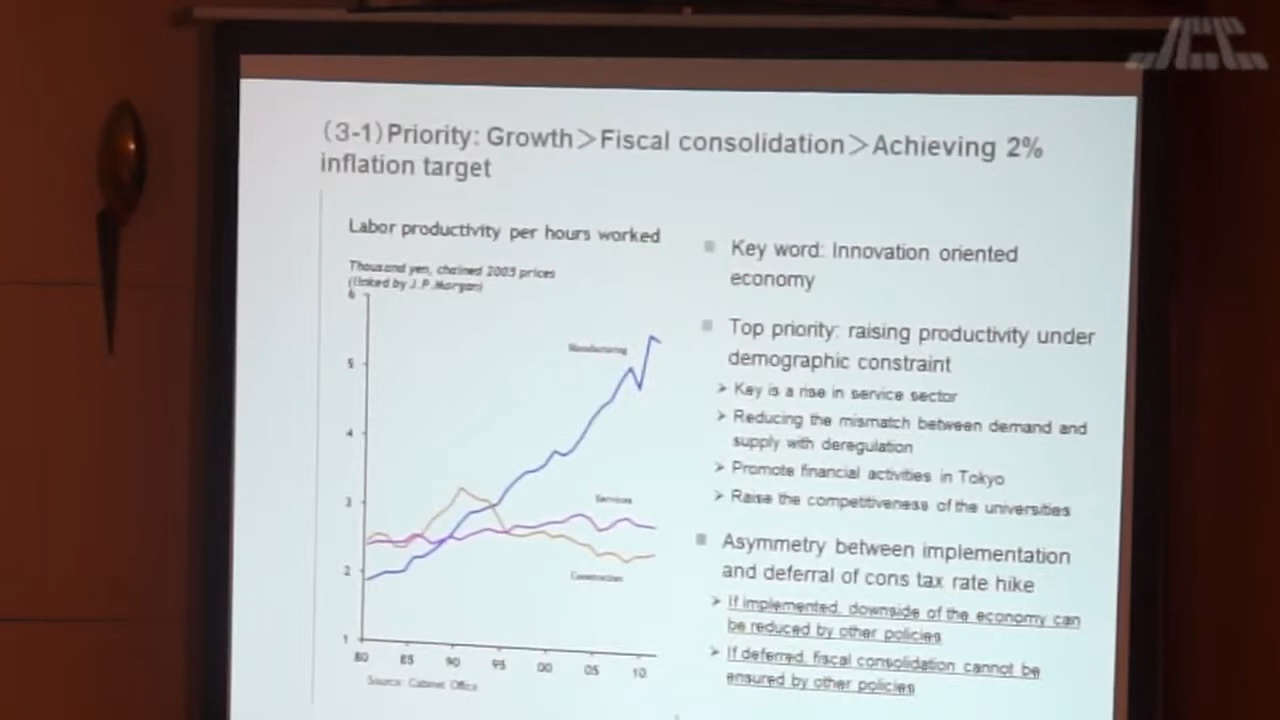 JCC
(3-1)Priority: Growth>Fiscal consolidation>Achieving 2%
inflation target
Labor productivity per hours worked
Thousand yen, chained 2005 prices
(linked by J.P.Morgan)
6
5
4
3
2
1
Manufacturing
Services
Construction
80 85 90 95 00 05 10
Source: Cabinet Office
Key word: Innovation oriented
economy
Top priority: raising productivity under
demographic constraint
Key is a rise in service sector
Reducing the mismatch between demand and
supply with deregulation
Promote financial activities in Tokyo
Raise the competitiveness of the universities
Asymmetry between implementation
and deferral of cons tax rate hike
If implemented, downside of the economy can
be reduced by other policies
If deferred, fiscal consolidation cannot be
ensured by other policies